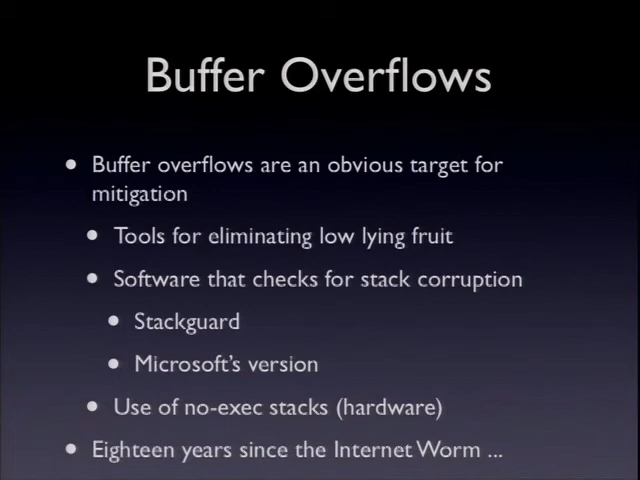 Buffer Overflows
• Buffer overflows are an obvious target for
mitigation
• Tools for eliminating low lying fruit
• Software that checks for stack corruption
• Stackguard
• Microsoft's version
• Use of no-exec stacks (hardware)
• Eighteen years since the Internet Worm ...